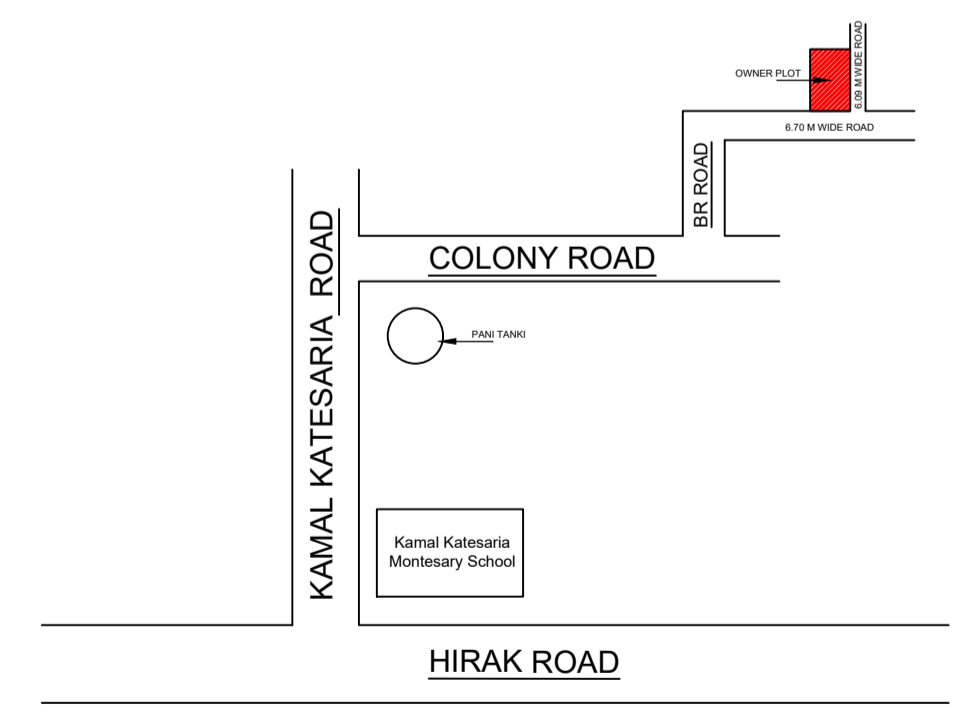 6.09 M WIDE ROAD
OWNER PLOT
6.70 M WIDE ROAD
BR ROAD
KAMAL KATESARIA ROAD
COLONY ROAD
PANI TANKI
Kamal Katesaria
Montesary School
HIRAK ROAD